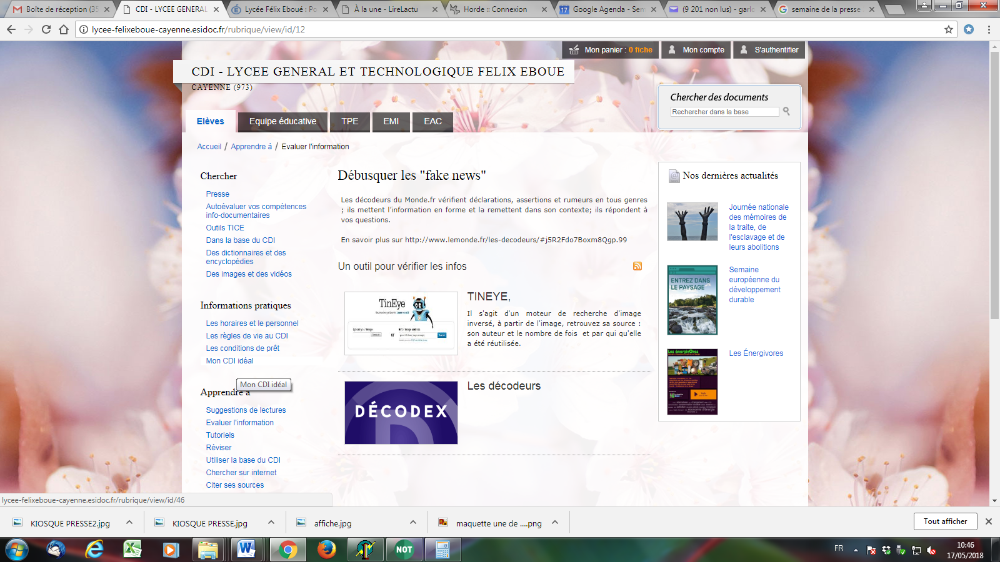 Boîte de réception (35
CDI - LYCEE GENERAL
Lycée Félix Eboué : Po
À la une - LireLactu
Horde :: Connexion
Google Agenda - Sem
(9 201 non lus) - garlo
semaine de la presse
lycee-felixeboue-cayenne.esidoc.fr/rubrique/view/id/12
Mon panier : 0 fiche
Mon compte
S'authentifier
CDI - LYCEE GENERAL ET TECHNOLOGIQUE FELIX EBOUE
CAYENNE (973)
Chercher des documents
Rechercher dans la base
Elèves
Equipe éducative
TPE
EMI
EAC
Accueil / Apprendre à / Evaluer l'information
Chercher
Presse
Autoévaluer vos compétences
info-documentaires
Outils TICE
Dans la base du CDI
Des dictionnaires et des
encyclopédies
Des images et des vidéos
Informations pratiques
Les horaires et le personnel
Les règles de vie au CDI
Les conditions de prêt
Mon CDI idéal
Mon CDI idéal
Apprendre à
Suggestions de lectures
Evaluer l'information
Tutoriels
Réviser
Utiliser la base du CDI
Chercher sur internet
Citer ses sources
Débusquer les "fake news"
Les décodeurs du Monde.fr vérifient déclarations, assertions et rumeurs en tous genres
; ils mettent l'information en forme et la remettent dans son contexte; ils répondent à
vos questions.
En savoir plus sur http://www.lemonde.fr/les-decodeurs/#j5R2Fdo7Boxm8Qgp.99
Un outil pour vérifier les infos
TinEye
or
TINEYE,
Il s'agit d'un moteur de recherche d'image
inversé, à partir de l'image, retrouvez sa source :
son auteur et le nombre de fois et par qui qu'elle
a été réutilisée.
DÉCODEX
Les décodeurs
Nos dernières actualités
Journée nationale
des mémoires de
la traite, de
l'esclavage et de
leurs abolitions
ENTREZ DANS
LE PAYSAGE
Semaine
européenne du
développement
durable
Les énergivOres
Les Énergivores
lycee-felixeboue-cayenne.esidoc.fr/rubrique/view/id/46
KIOSQUE PRESSE2.jpg
KIOSQUE PRESSE.jpg
affiche.jpg
maquette une de ....png
Tout afficher
NOT
FR
10:46
17/05/2018